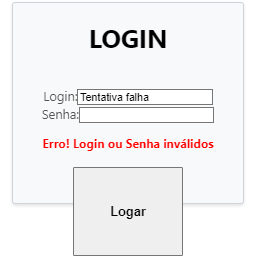 LOGIN
Login: Tentativa falha
Senha:
Erro! Login ou Senha inválidos
Logar